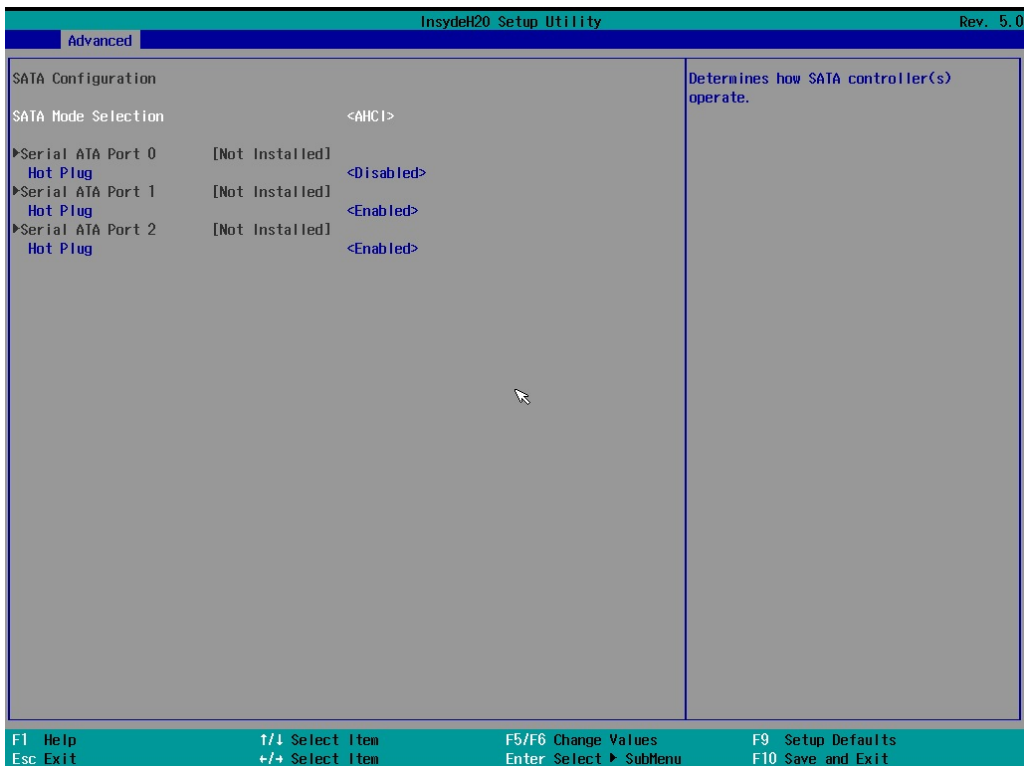 InsydeH2O Setup Utility Rev. 5.0
Advanced
SATA Configuration
Determines how SATA controller(s)
operate.
SATA Mode Selection <AHCI>
▶Serial ATA Port 0 [Not Installed]
Hot Plug <Disabled>
▶Serial ATA Port 1 [Not Installed]
Hot Plug <Enabled>
▶Serial ATA Port 2 [Not Installed]
Hot Plug <Enabled>
F1 Help ↑/↓ Select Item F5/F6 Change Values F9 Setup Defaults
Esc Exit ←/→ Select Item Enter Select ▶ SubMenu F10 Save and Exit